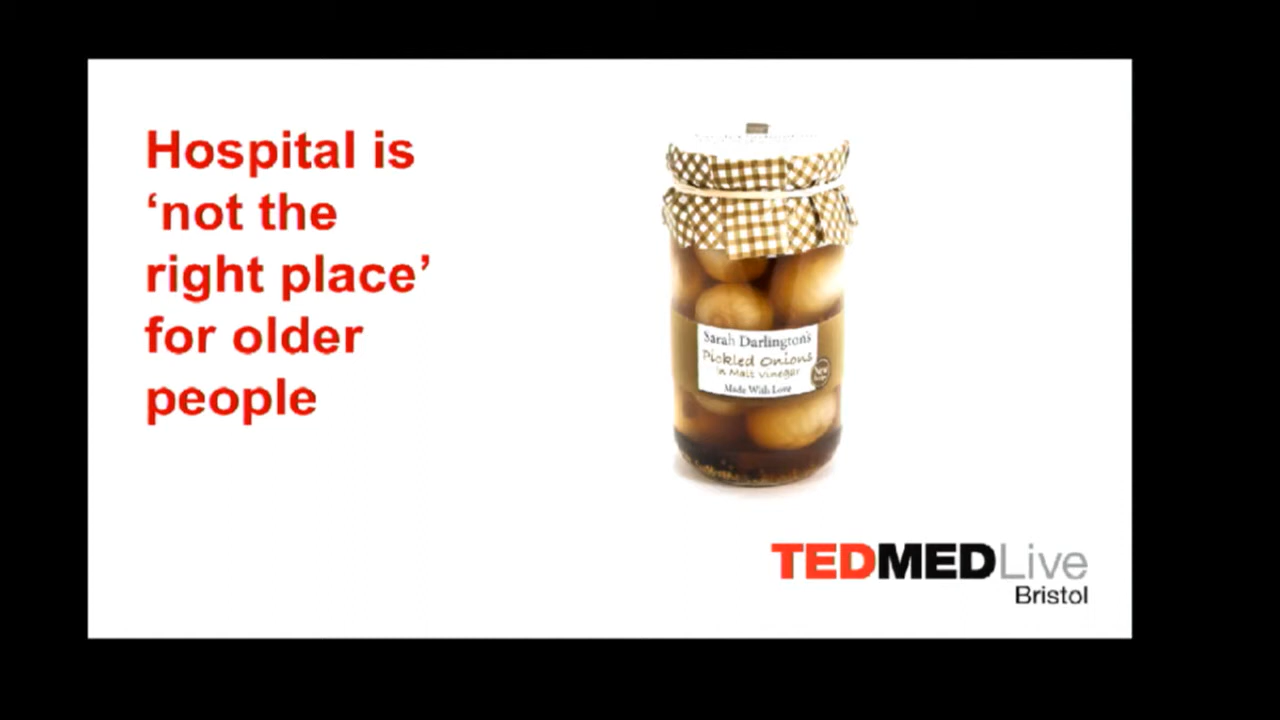 Hospital is
‘not the
right place’
for older
people
Sarah Darlington's
Pickled Onions
in Malt Vinegar
New
Made With Love
TEDMEDLive
Bristol